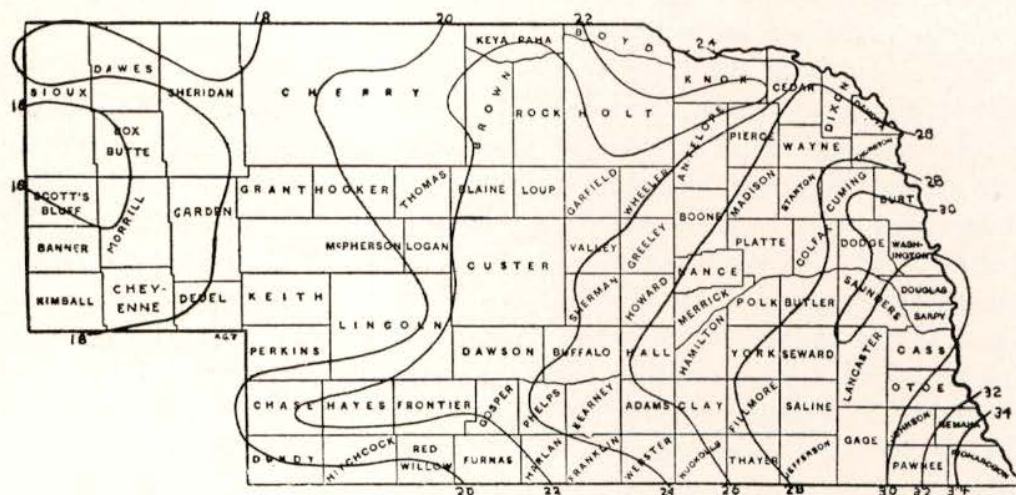 18 20 22
KEYA PAHA BOYD 24
SIOUX DAWES SHERIDAN CHERRY BROWN ROCK HOLT KNOX CEDAR DIXON DAKOTA
16
BOX BUTTE ANTELOPE PIERCE WAYNE THURSTON 28
16 SCOTT'S BLUFF MORRILL GARDEN GRANT HOOKER THOMAS BLAINE LOUP GARFIELD WHEELER BOONE MADISON STANTON CUMING BURT 28
30
BANNER McPHERSON LOGAN CUSTER VALLEY GREELEY NANCE PLATTE COLFAX DODGE WASHINGTON
KIMBALL CHEYENNE DEUEL KEITH LINCOLN SHERMAN HOWARD MERRICK POLK BUTLER SAUNDERS DOUGLAS
SARPY
18 PERKINS DAWSON BUFFALO HALL HAMILTON YORK SEWARD LANCASTER CASS
CHASE HAYES FRONTIER GOSPER PHELPS KEARNEY ADAMS CLAY FILLMORE SALINE OTOE
32
GAGE JOHNSON NEMAHA 34
DUNDY HITCHCOCK RED WILLOW FURNAS HARLAN FRANKLIN WEBSTER NUCKOLLS THAYER JEFFERSON PAWNEE RICHARDSON
20 22 24 26 28 30 32 34